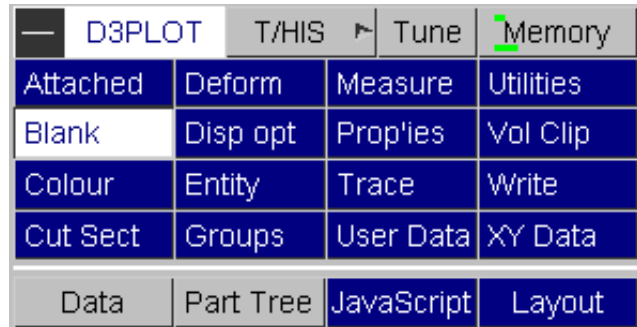 D3PLOT T/HIS Tune Memory
Attached Deform Measure Utilities
Blank Disp opt Prop'ies Vol Clip
Colour Entity Trace Write
Cut Sect Groups User Data XY Data
Data Part Tree JavaScript Layout